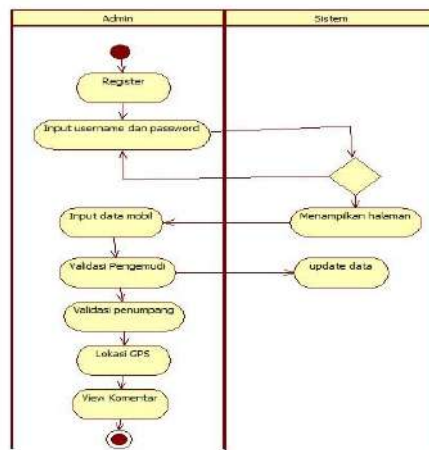 Admin
Sistem
Register
Input username dan password
Input data mobil
Menampilkan halaman
Validasi Pengemudi
update data
Validasi penumpang
Lokasi GPS
View Komentar